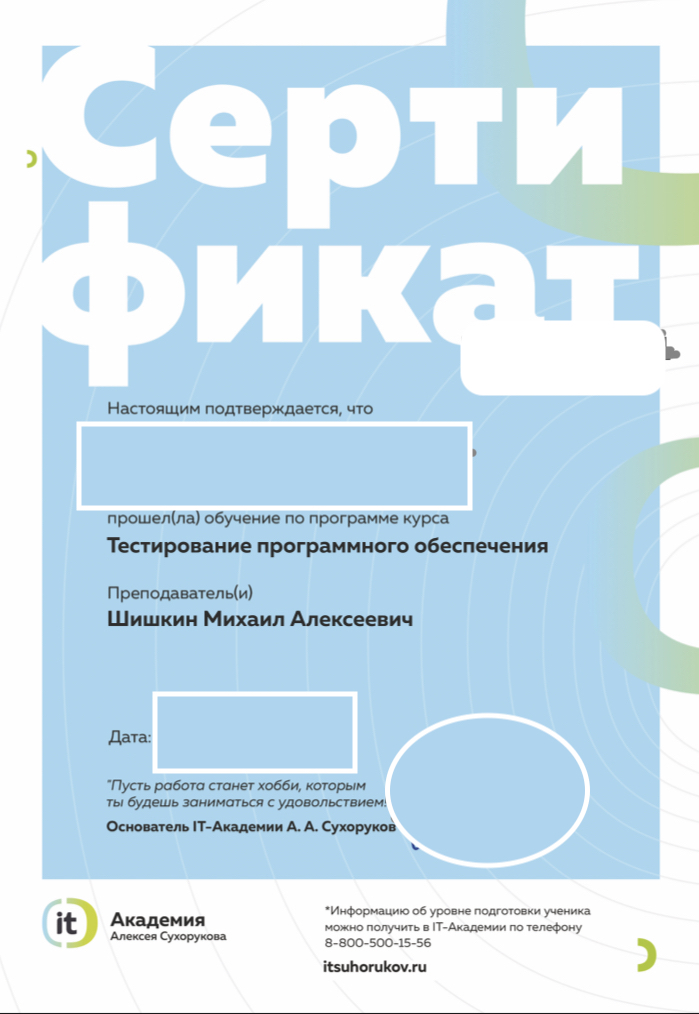 Серти
фикат
Настоящим подтверждается, что
прошел(ла) обучение по программе курса
Тестирование программного обеспечения
Преподаватель(и)
Шишкин Михаил Алексеевич
Дата:
"Пусть работа станет хобби, которым
ты будешь заниматься с удовольствием!
Основатель IT-Академии А. А. Сухоруков
it
Академия
Алексея Сухорукова
*Информацию об уровне подготовки ученика
можно получить в IT-Академии по телефону
8-800-500-15-56
itsuhorukov.ru